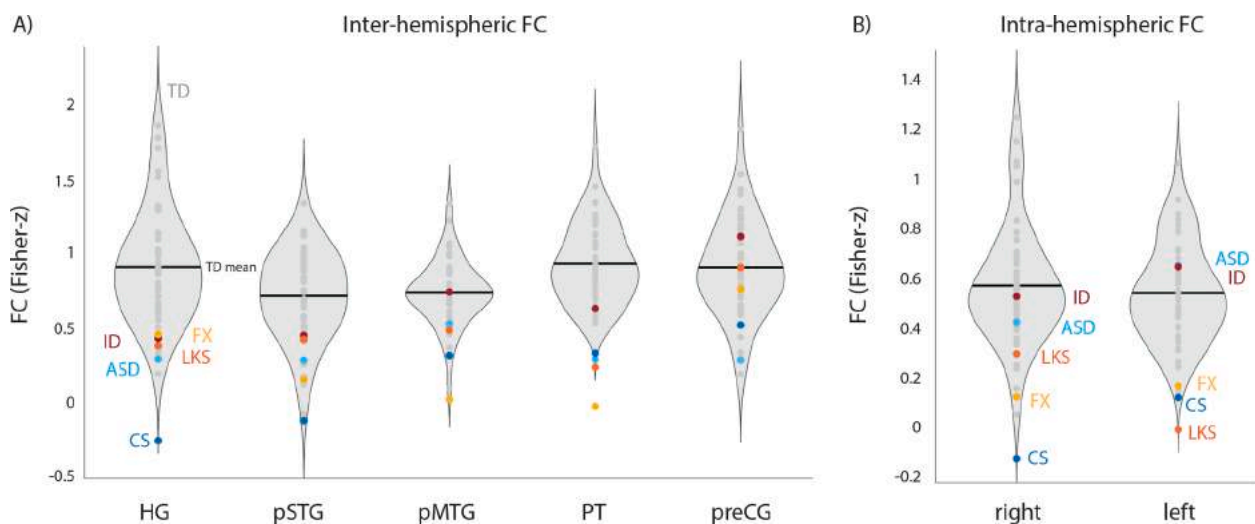 A) Inter-hemispheric FC
FC (Fisher-z)
2
1.5
1
0.5
0
-0.5
TD
TD mean
ID
FX
LKS
ASD
CS
HG pSTG pMTG PT preCG
B) Intra-hemispheric FC
FC (Fisher-z)
1.4
1.2
1
0.8
0.6
0.4
0.2
0
-0.2
ID
ASD
LKS
FX
CS
ASD
ID
FX
CS
LKS
right left